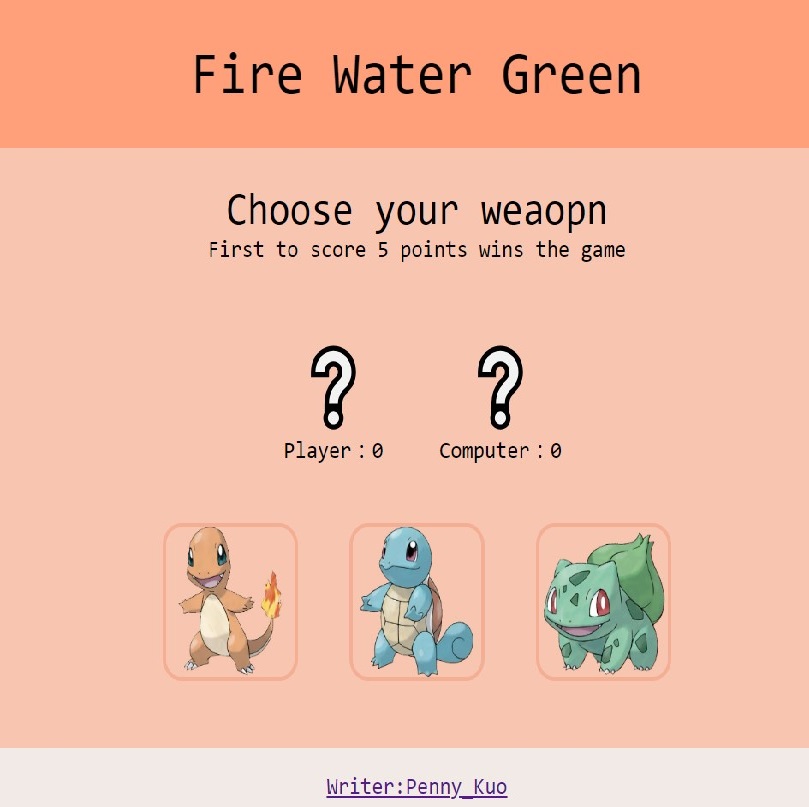 Fire Water Green
Choose your weaopn
First to score 5 points wins the game
? ?
Player：0 Computer：0
Writer:Penny_Kuo